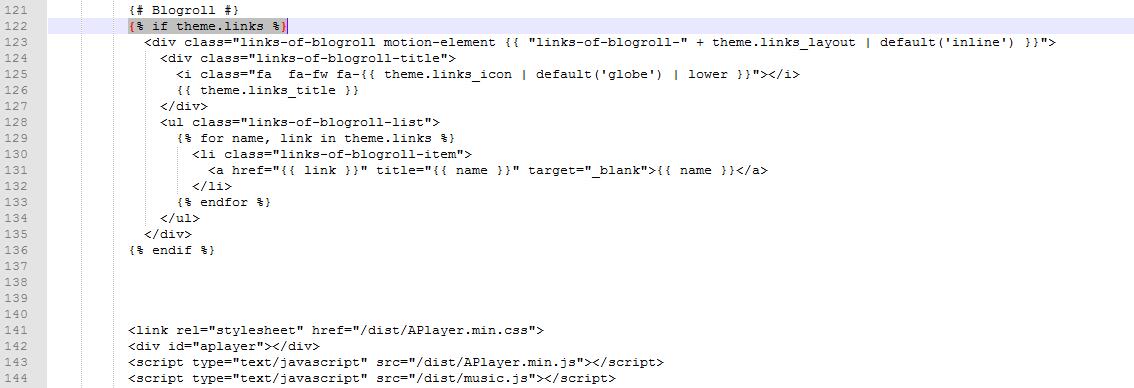 121 {# Blogroll #}
122 {% if theme.links %}
123 <div class="links-of-blogroll motion-element {{ "links-of-blogroll-" + theme.links_layout | default('inline') }}">
124 <div class="links-of-blogroll-title">
125 <i class="fa  fa-fw fa-{{ theme.links_icon | default('globe') | lower }}"></i>
126 {{ theme.links_title }}
127 </div>
128 <ul class="links-of-blogroll-list">
129 {% for name, link in theme.links %}
130 <li class="links-of-blogroll-item">
131 <a href="{{ link }}" title="{{ name }}" target="_blank">{{ name }}</a>
132 </li>
133 {% endfor %}
134 </ul>
135 </div>
136 {% endif %}
137
138
139
140
141 <link rel="stylesheet" href="/dist/APlayer.min.css">
142 <div id="aplayer"></div>
143 <script type="text/javascript" src="/dist/APlayer.min.js"></script>
144 <script type="text/javascript" src="/dist/music.js"></script>